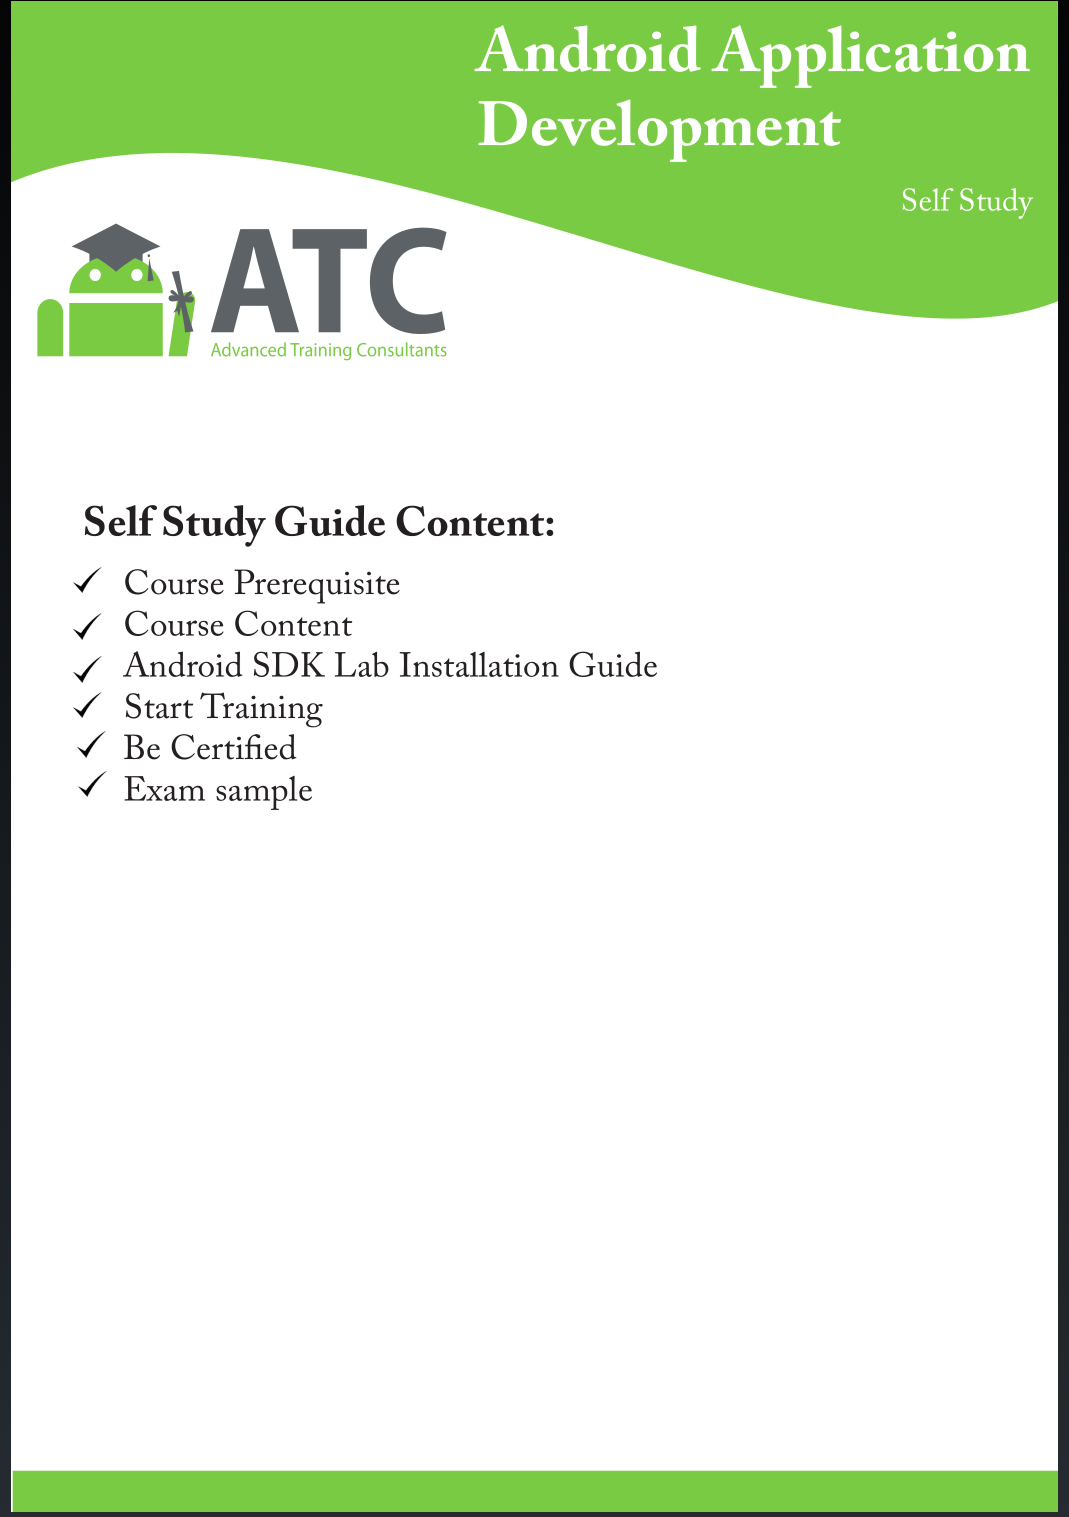 Android Application
Development
Self Study
ATC
Advanced Training Consultants
Self Study Guide Content:
Course Prerequisite
Course Content
Android SDK Lab Installation Guide
Start Training
Be Certified
Exam sample